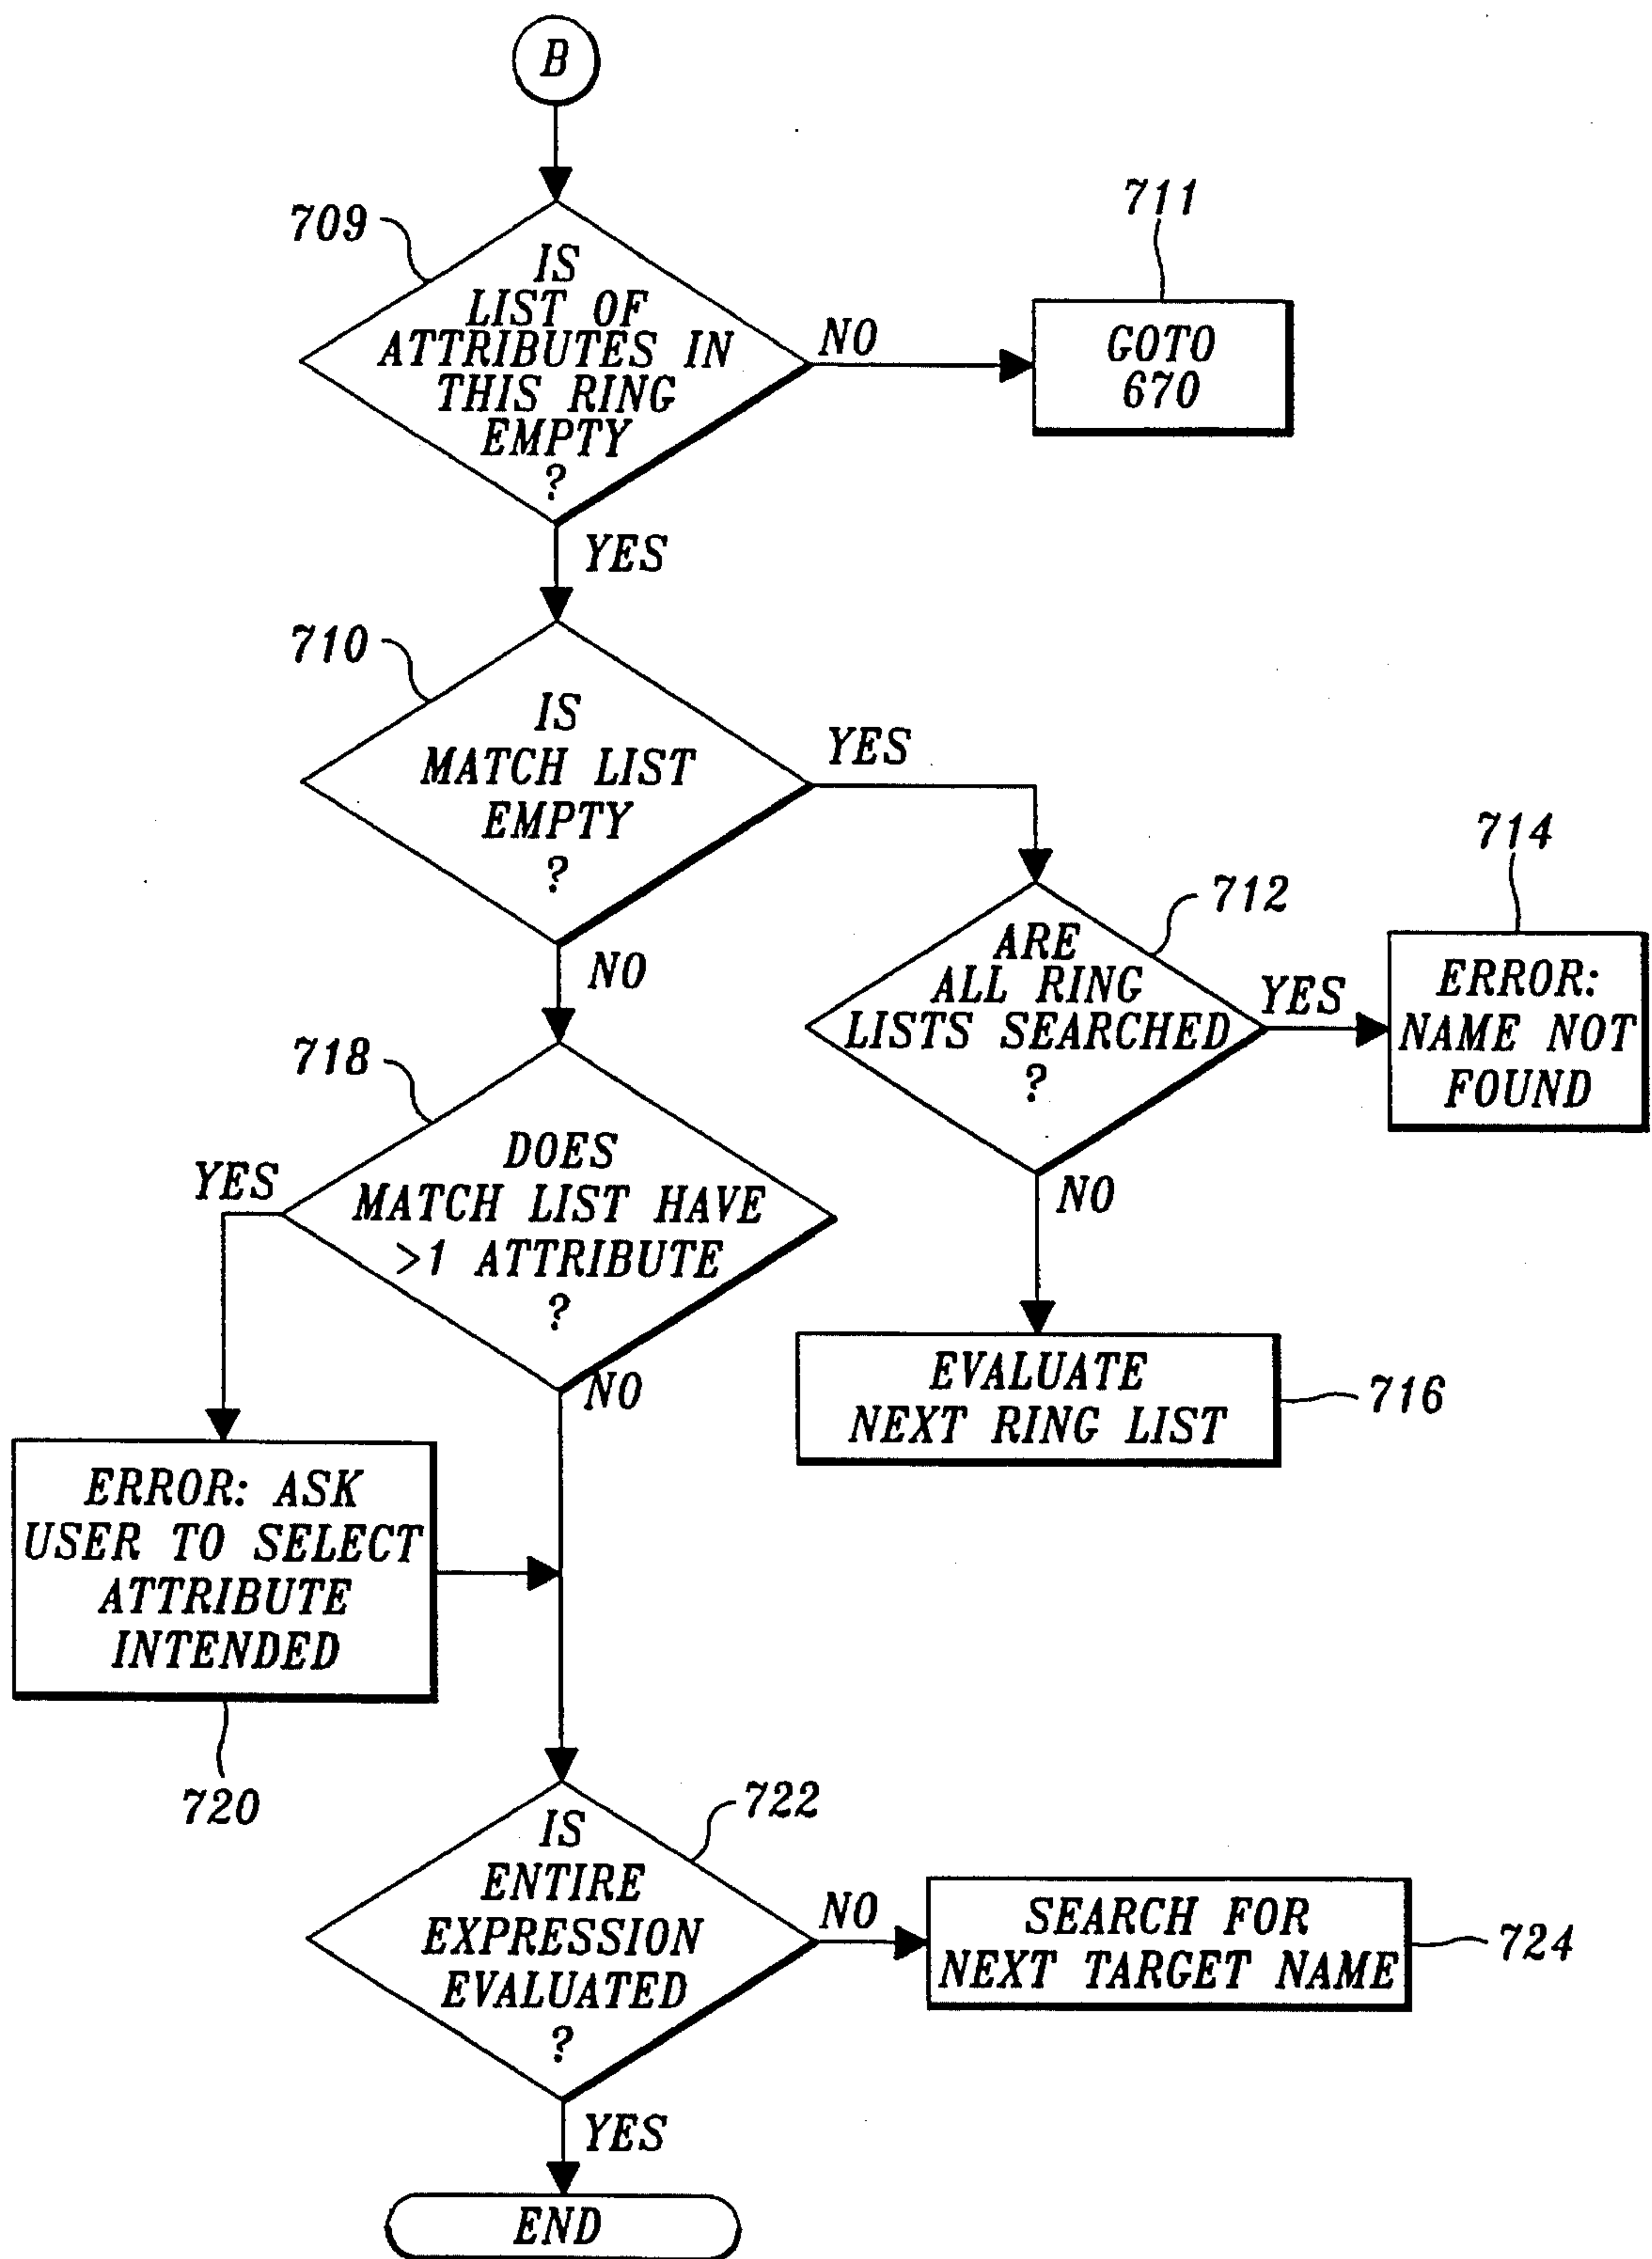 B
709
IS
LIST OF
ATTRIBUTES IN
THIS RING
EMPTY
?
NO
711
GOTO
670
YES
710
IS
MATCH LIST
EMPTY
?
YES
NO
712
ARE
ALL RING
LISTS SEARCHED
?
YES
714
ERROR:
NAME NOT
FOUND
NO
EVALUATE
NEXT RING LIST
716
718
DOES
MATCH LIST HAVE
>1 ATTRIBUTE
?
YES
NO
ERROR: ASK
USER TO SELECT
ATTRIBUTE
INTENDED
720
722
IS
ENTIRE
EXPRESSION
EVALUATED
?
NO
SEARCH FOR
NEXT TARGET NAME
724
YES
END